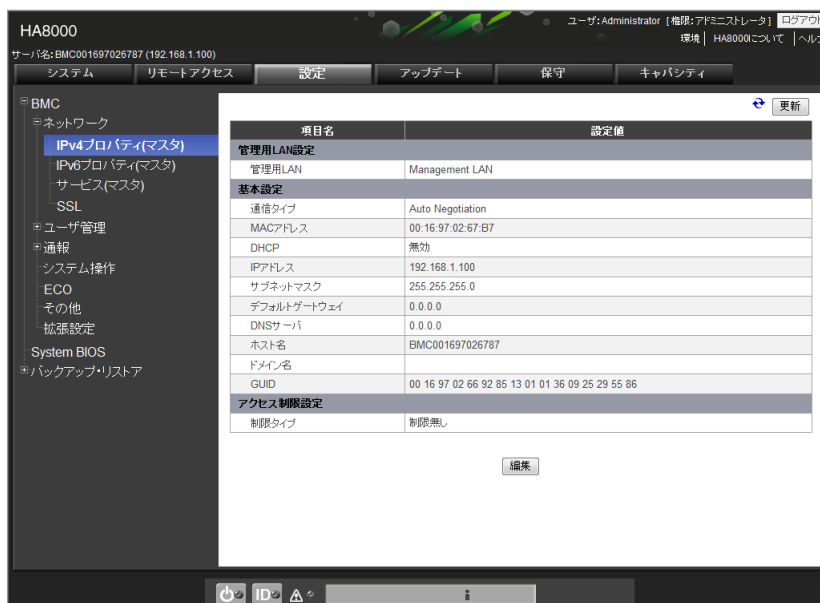 HA8000
ユーザ:Administrator [権限:アドミニストレータ] ログアウト
環境 | HA8000について | ヘル
サーバ名:BMC001697026787 (192.168.1.100)
システム リモートアクセス 設定 アップデート 保守 キャパシティ
BMC
ネットワーク
IPv4プロパティ(マスタ)
IPv6プロパティ(マスタ)
サービス(マスタ)
SSL
ユーザ管理
通報
システム操作
ECO
その他
拡張設定
System BIOS
バックアップ・リストア
更新
項目名 設定値
管理用LAN設定
管理用LAN Management LAN
基本設定
通信タイプ Auto Negotiation
MACアドレス 00:16:97:02:67:B7
DHCP 無効
IPアドレス 192.168.1.100
サブネットマスク 255.255.255.0
デフォルトゲートウェイ 0.0.0.0
DNSサーバ 0.0.0.0
ホスト名 BMC001697026787
ドメイン名
GUID 00 16 97 02 66 92 85 13 01 01 36 09 25 29 55 86
アクセス制限設定
制限タイプ 制限無し
編集
ID